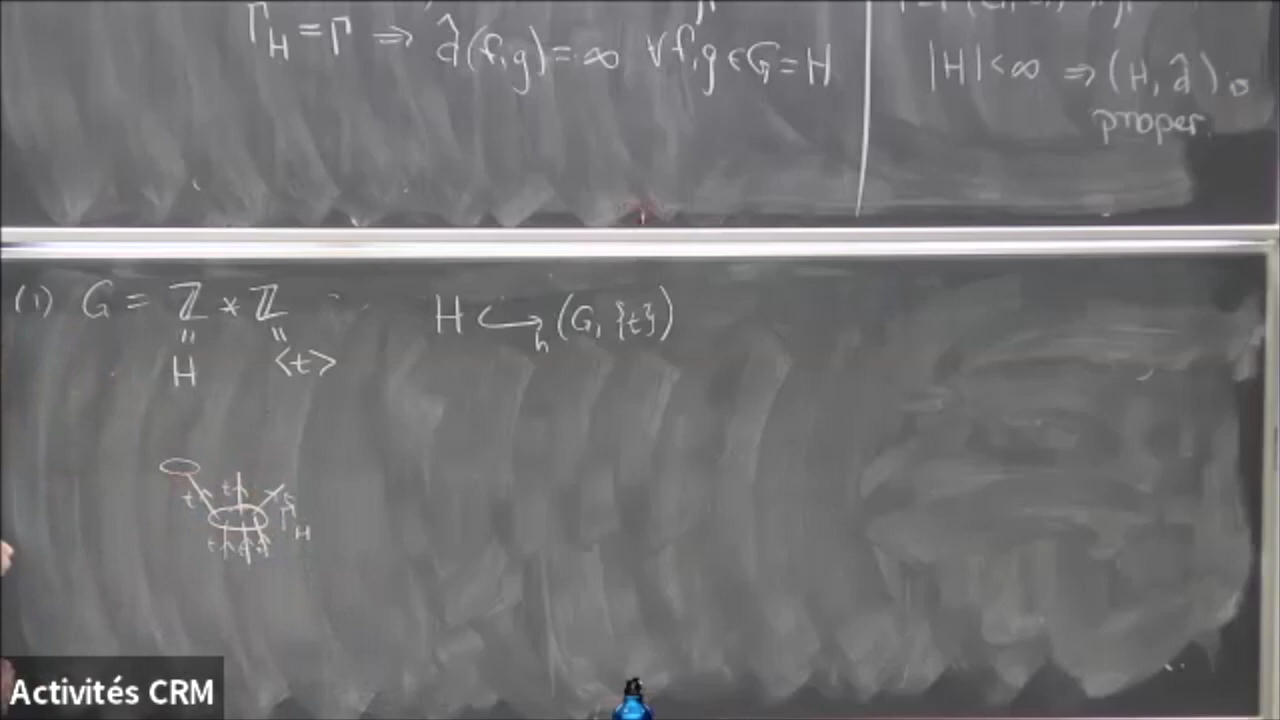 Γ_H = Γ ⇒ d̂(f,g) = ∞ ∀f,g ∈ G = H
|H| < ∞ ⇒ (H, d̂) is
proper
(1) G = ℤ * ℤ
H ↪_h (G, {t})
" "
H <t>
t t t
Γ_H
t t t
Activités CRM